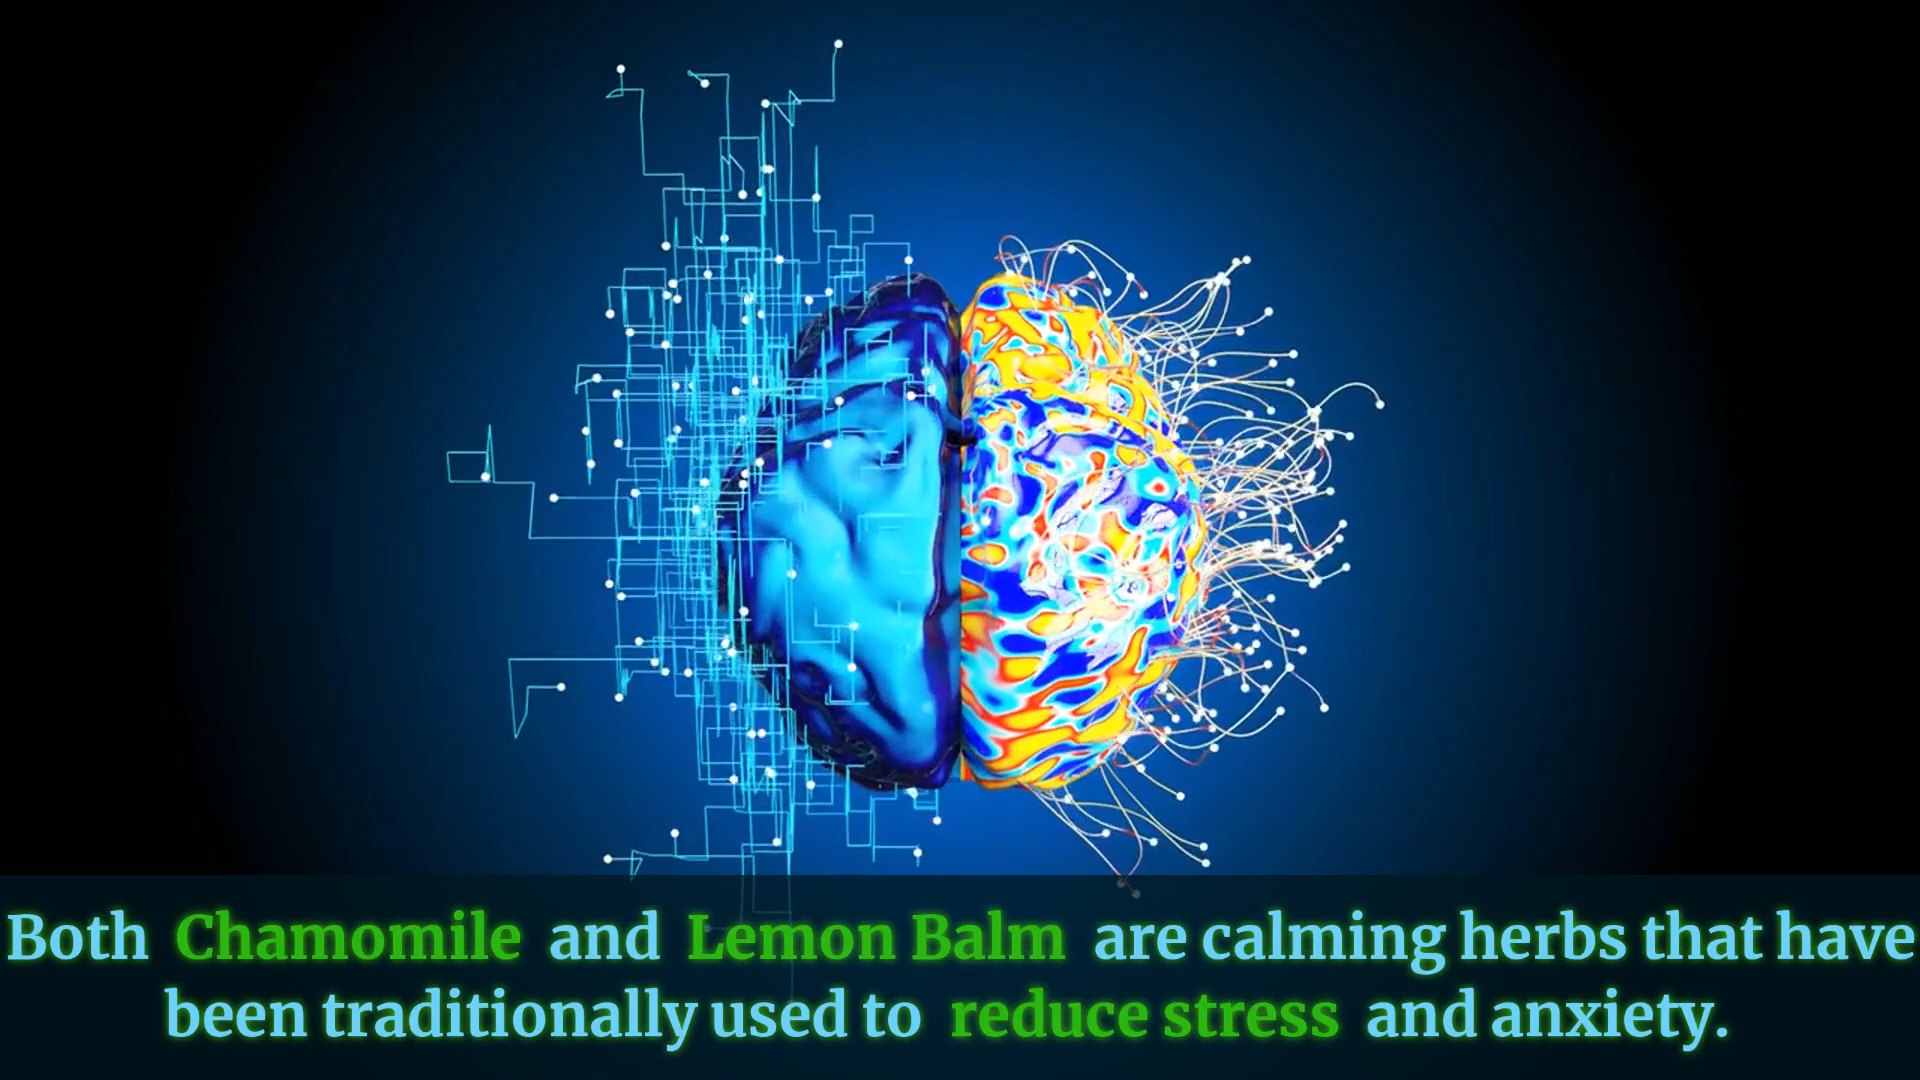 Both Chamomile and Lemon Balm are calming herbs that have
been traditionally used to reduce stress and anxiety.